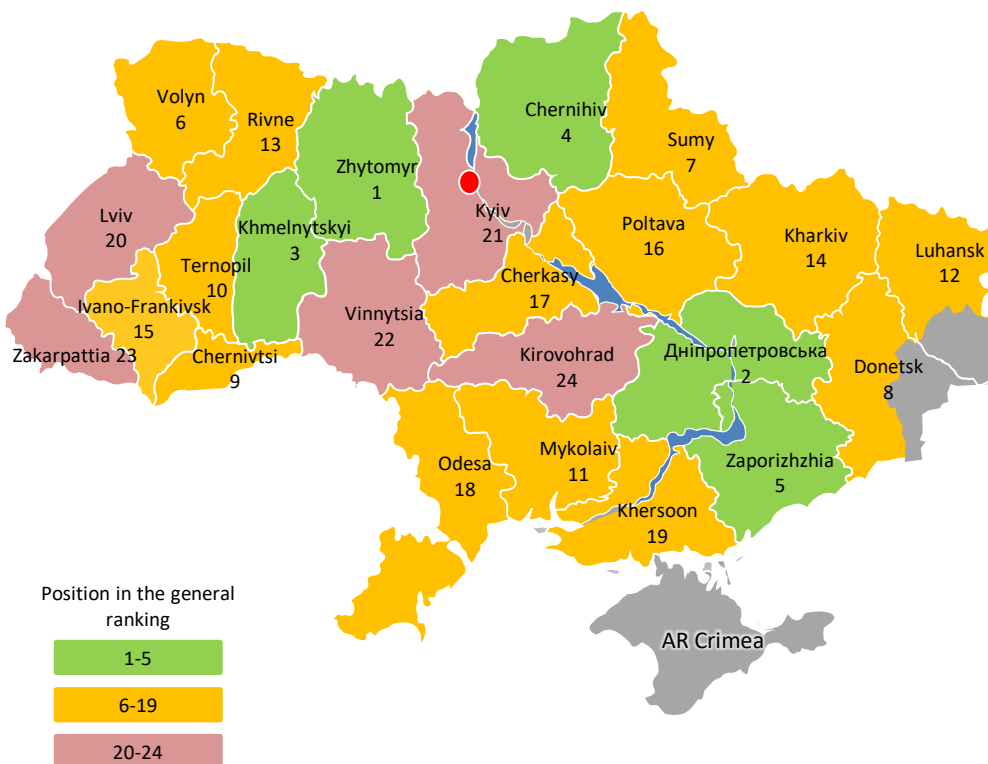 Volyn
6
Rivne
13
Zhytomyr
1
Chernihiv
4
Sumy
7
Lviv
20
Khmelnytskyi
3
Kyiv
21
Poltava
16
Kharkiv
14
Luhansk
12
Ternopil
10
Cherkasy
17
Ivano-Frankivsk
15
Vinnytsia
22
Zakarpattia 23
Chernivtsi
9
Kirovohrad
24
Дніпропетровська
2
Donetsk
8
Odesa
18
Mykolaiv
11
Zaporizhzhia
5
Khersoon
19
AR Crimea
Position in the general
ranking
1-5
6-19
20-24